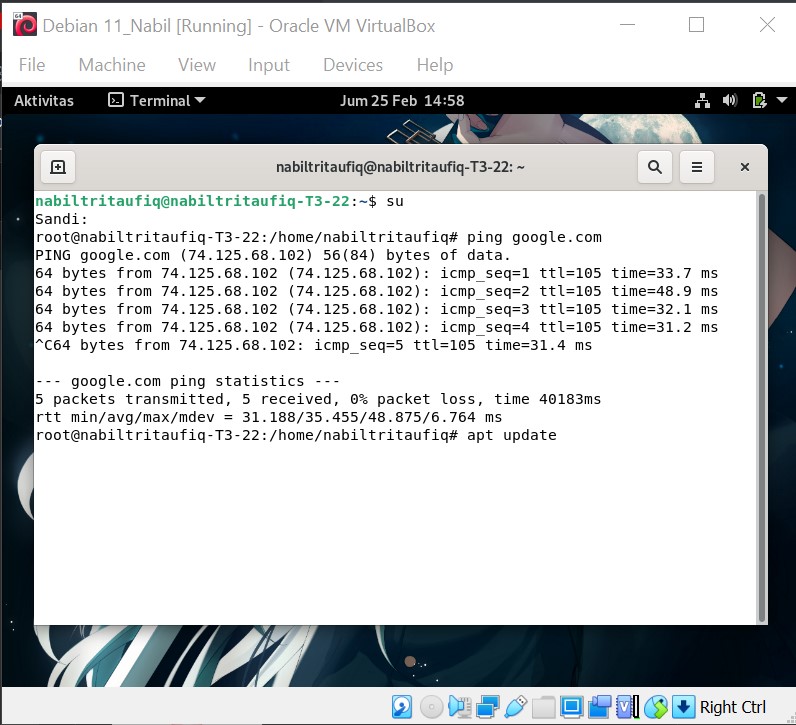 Debian 11_Nabil [Running] - Oracle VM VirtualBox
File Machine View Input Devices Help
Aktivitas Terminal Jum 25 Feb 14:58
nabiltritaufiq@nabiltritaufiq-T3-22: ~
nabiltritaufiq@nabiltritaufiq-T3-22:~$ su
Sandi:
root@nabiltritaufiq-T3-22:/home/nabiltritaufiq# ping google.com
PING google.com (74.125.68.102) 56(84) bytes of data.
64 bytes from 74.125.68.102 (74.125.68.102): icmp_seq=1 ttl=105 time=33.7 ms
64 bytes from 74.125.68.102 (74.125.68.102): icmp_seq=2 ttl=105 time=48.9 ms
64 bytes from 74.125.68.102 (74.125.68.102): icmp_seq=3 ttl=105 time=32.1 ms
64 bytes from 74.125.68.102 (74.125.68.102): icmp_seq=4 ttl=105 time=31.2 ms
^C64 bytes from 74.125.68.102: icmp_seq=5 ttl=105 time=31.4 ms
--- google.com ping statistics ---
5 packets transmitted, 5 received, 0% packet loss, time 40183ms
rtt min/avg/max/mdev = 31.188/35.455/48.875/6.764 ms
root@nabiltritaufiq-T3-22:/home/nabiltritaufiq# apt update
Right Ctrl